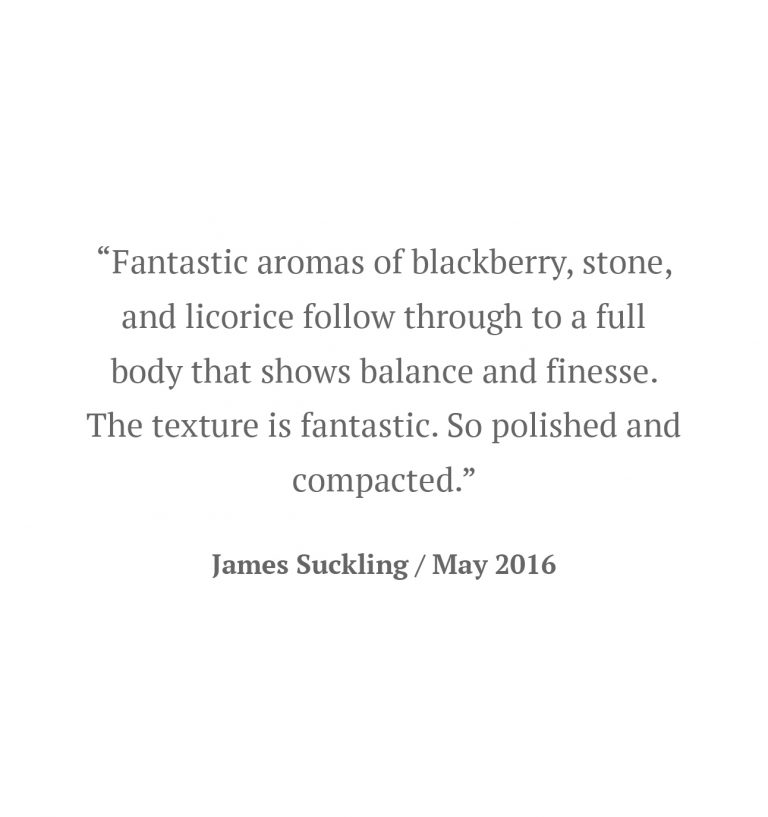 “Fantastic aromas of blackberry, stone,
and licorice follow through to a full
body that shows balance and finesse.
The texture is fantastic. So polished and
compacted.”
James Suckling / May 2016